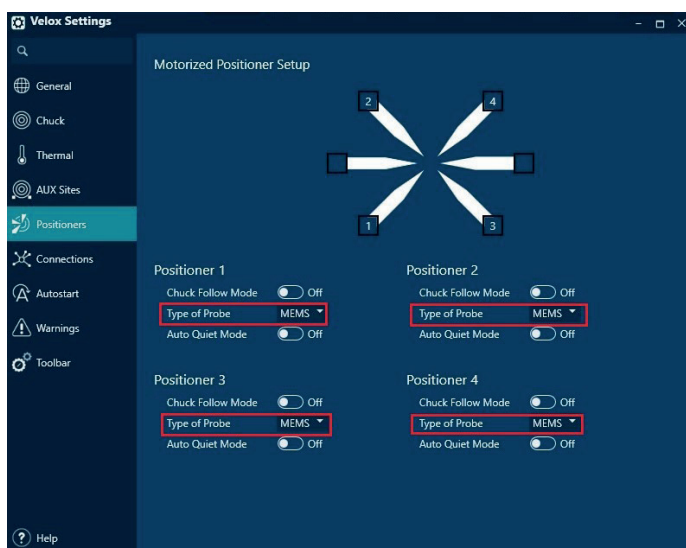 Velox Settings
General
Chuck
Thermal
AUX Sites
Positioners
Connections
Autostart
Warnings
Toolbar
Help
Motorized Positioner Setup
2 4
1 3
Positioner 1
Chuck Follow Mode Off
Type of Probe MEMS
Auto Quiet Mode Off
Positioner 2
Chuck Follow Mode Off
Type of Probe MEMS
Auto Quiet Mode Off
Positioner 3
Chuck Follow Mode Off
Type of Probe MEMS
Auto Quiet Mode Off
Positioner 4
Chuck Follow Mode Off
Type of Probe MEMS
Auto Quiet Mode Off